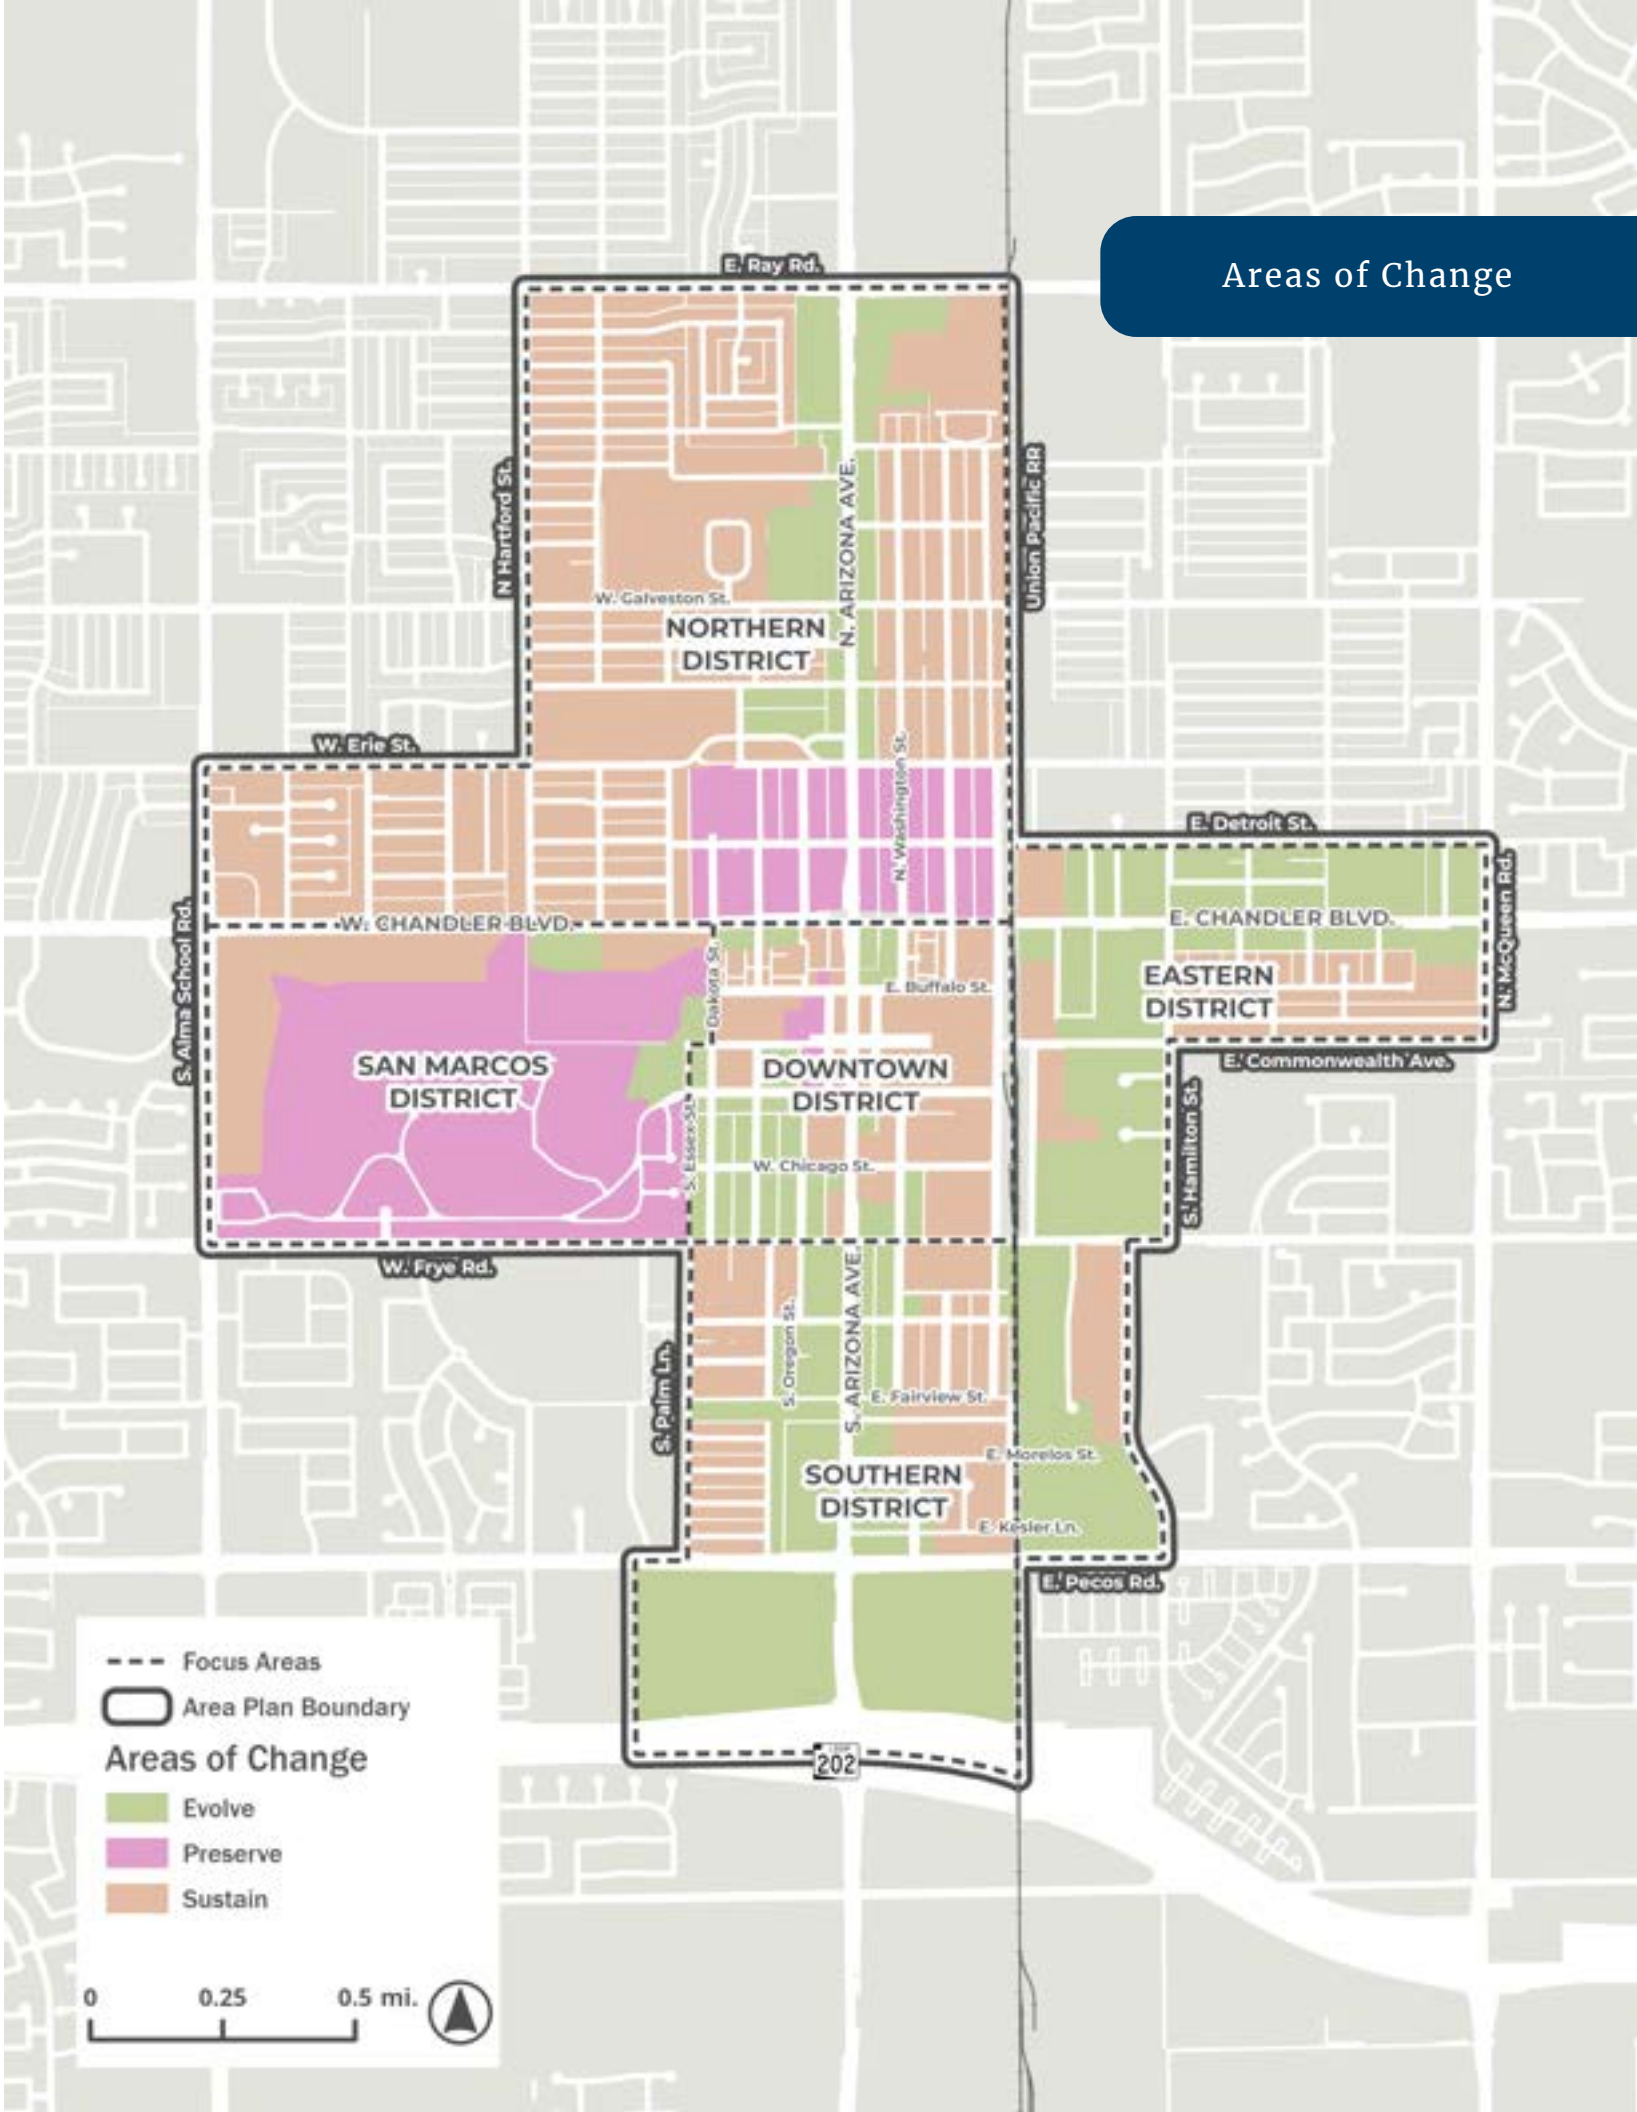 Areas of Change
E. Ray Rd.
N Hartford St.
N. ARIZONA AVE.
Union Pacific RR
W. Galveston St.
NORTHERN
DISTRICT
W. Erie St.
N. Washington St.
E. Detroit St.
N. McQueen Rd.
S. Alma School Rd.
W. CHANDLER BLVD.
E. CHANDLER BLVD.
Dakota St.
E. Buffalo St.
EASTERN
DISTRICT
SAN MARCOS
DISTRICT
DOWNTOWN
DISTRICT
E. Commonwealth Ave.
S. Essex St.
S. Hamilton St.
W. Chicago St.
W. Frye Rd.
S. ARIZONA AVE.
S. Oregon St.
S. Palm Ln.
E. Fairview St.
E. Morelos St.
SOUTHERN
DISTRICT
E. Kesler Ln.
E. Pecos Rd.
202
Focus Areas
Area Plan Boundary
Areas of Change
Evolve
Preserve
Sustain
0 0.25 0.5 mi.